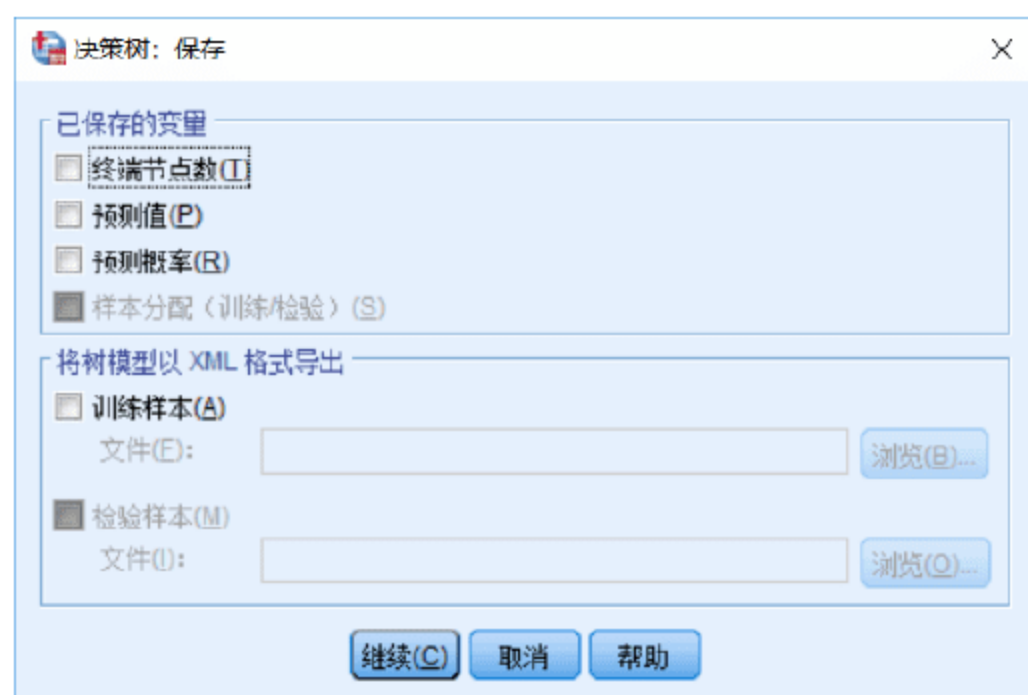 决策树：保存
已保存的变量
终端节点数(T)
预测值(P)
预测概率(R)
样本分配（训练/检验）(S)
将树模型以 XML 格式导出
训练样本(A)
文件(E)：
浏览(B)...
检验样本(M)
文件(I)：
浏览(O)...
继续(C) 取消 帮助